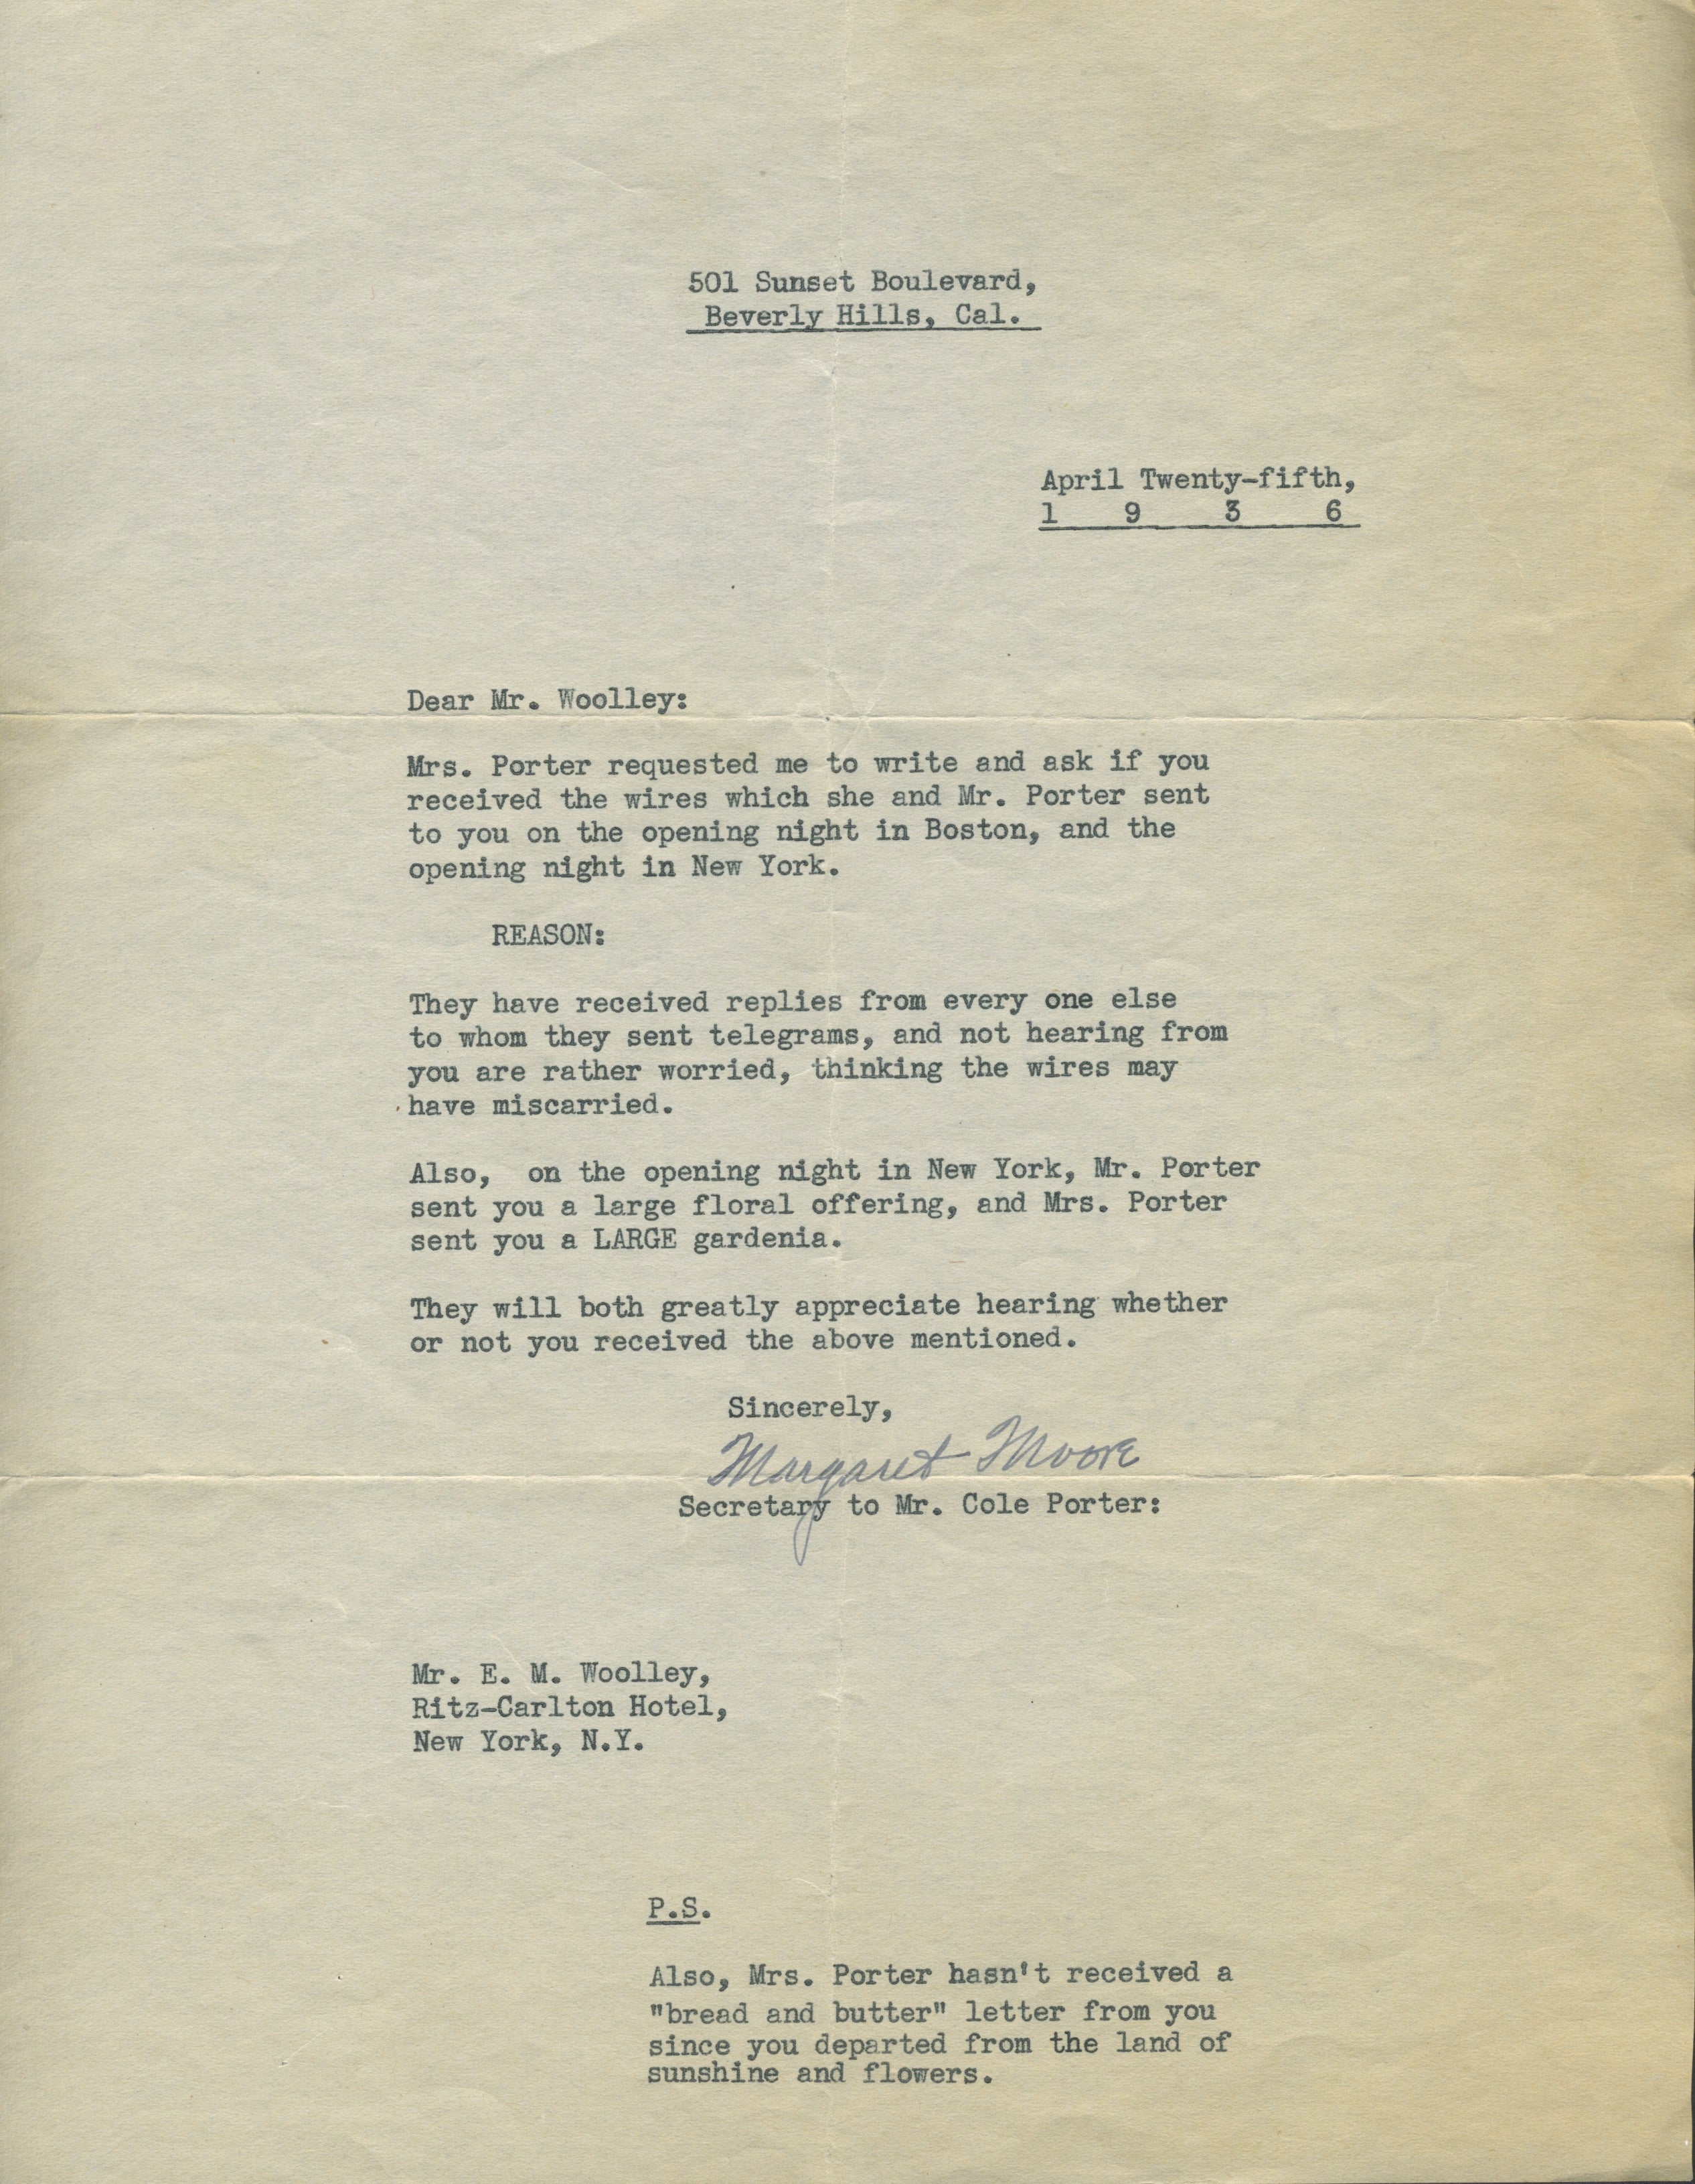 501 Sunset Boulevard,
Beverly Hills, Cal.
April Twenty-fifth,
1 9 3 6
Dear Mr. Woolley:
Mrs. Porter requested me to write and ask if you
received the wires which she and Mr. Porter sent
to you on the opening night in Boston, and the
opening night in New York.
REASON:
They have received replies from every one else
to whom they sent telegrams, and not hearing from
you are rather worried, thinking the wires may
have miscarried.
Also, on the opening night in New York, Mr. Porter
sent you a large floral offering, and Mrs. Porter
sent you a LARGE gardenia.
They will both greatly appreciate hearing whether
or not you received the above mentioned.
Sincerely,
Margaret Moore
Secretary to Mr. Cole Porter:
Mr. E. M. Woolley,
Ritz-Carlton Hotel,
New York, N.Y.
P.S.
Also, Mrs. Porter hasn't received a
"bread and butter" letter from you
since you departed from the land of
sunshine and flowers.